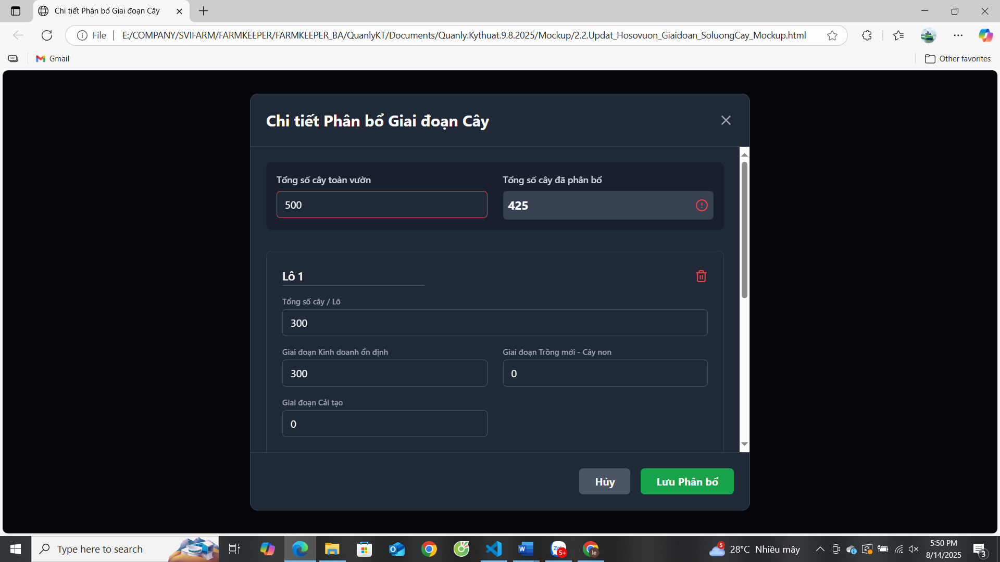 Chi tiết Phân bổ Giai đoạn Cây
File
E:/COMPANY/SVIFARM/FARMKEEPER/FARMKEEPER_BA/QuanlyKT/Documents/Quanly.Kythuat.9.8.2025/Mockup/2.2.Updat_Hosovuon_Giaidoan_SoluongCay_Mockup.html
Gmail
Other favorites
Chi tiết Phân bổ Giai đoạn Cây
Tổng số cây toàn vườn
Tổng số cây đã phân bổ
500
425
Lô 1
Tổng số cây / Lô
300
Giai đoạn Kinh doanh ổn định
Giai đoạn Trồng mới - Cây non
300
0
Giai đoạn Cải tạo
0
Hủy
Lưu Phân bổ
Type here to search
5+
5
28°C Nhiều mây
5:50 PM
8/14/2025
3